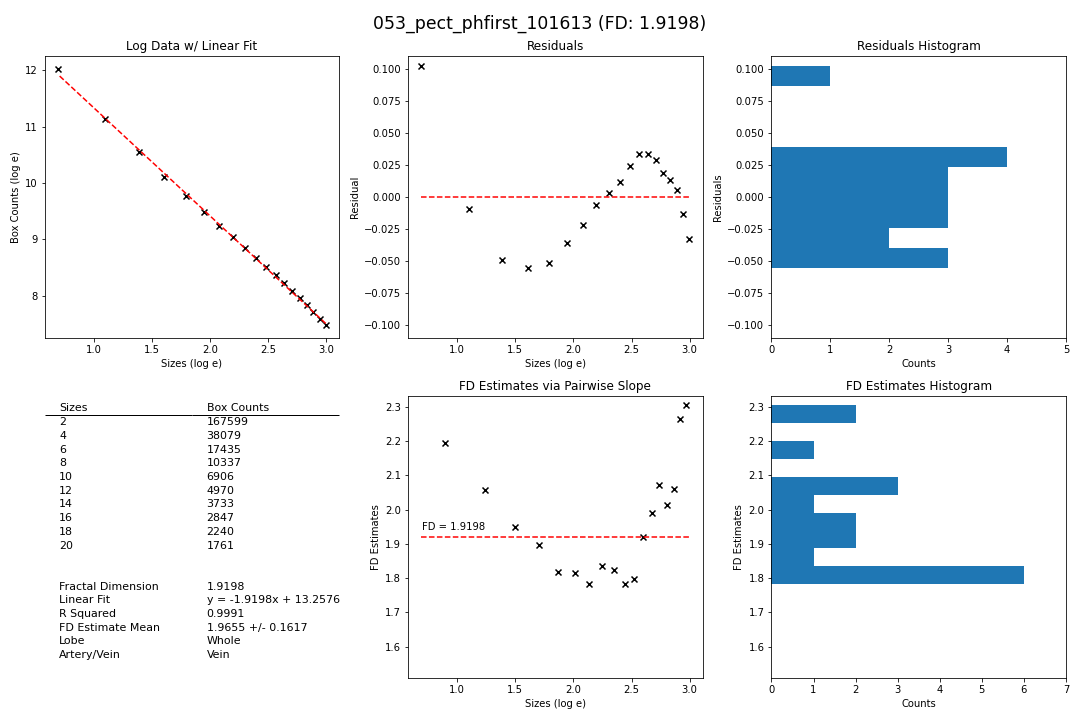 053_pect_phfirst_101613 (FD: 1.9198)
Log Data w/ Linear Fit
12
11
10
9
8
Box Counts (log e)
1.0 1.5 2.0 2.5 3.0
Sizes (log e)
Residuals
0.100
0.075
0.050
0.025
0.000
−0.025
−0.050
−0.075
−0.100
Residual
1.0 1.5 2.0 2.5 3.0
Sizes (log e)
Residuals Histogram
0.100
0.075
0.050
0.025
0.000
−0.025
−0.050
−0.075
−0.100
Residuals
0 1 2 3 4 5
Counts
Sizes Box Counts
2 167599
4 38079
6 17435
8 10337
10 6906
12 4970
14 3733
16 2847
18 2240
20 1761
Fractal Dimension 1.9198
Linear Fit y = -1.9198x + 13.2576
R Squared 0.9991
FD Estimate Mean 1.9655 +/- 0.1617
Lobe Whole
Artery/Vein Vein
FD Estimates via Pairwise Slope
2.3
2.2
2.1
2.0
1.9
1.8
1.7
1.6
FD Estimates
FD = 1.9198
1.0 1.5 2.0 2.5 3.0
Sizes (log e)
FD Estimates Histogram
2.3
2.2
2.1
2.0
1.9
1.8
1.7
1.6
FD Estimates
0 1 2 3 4 5 6 7
Counts